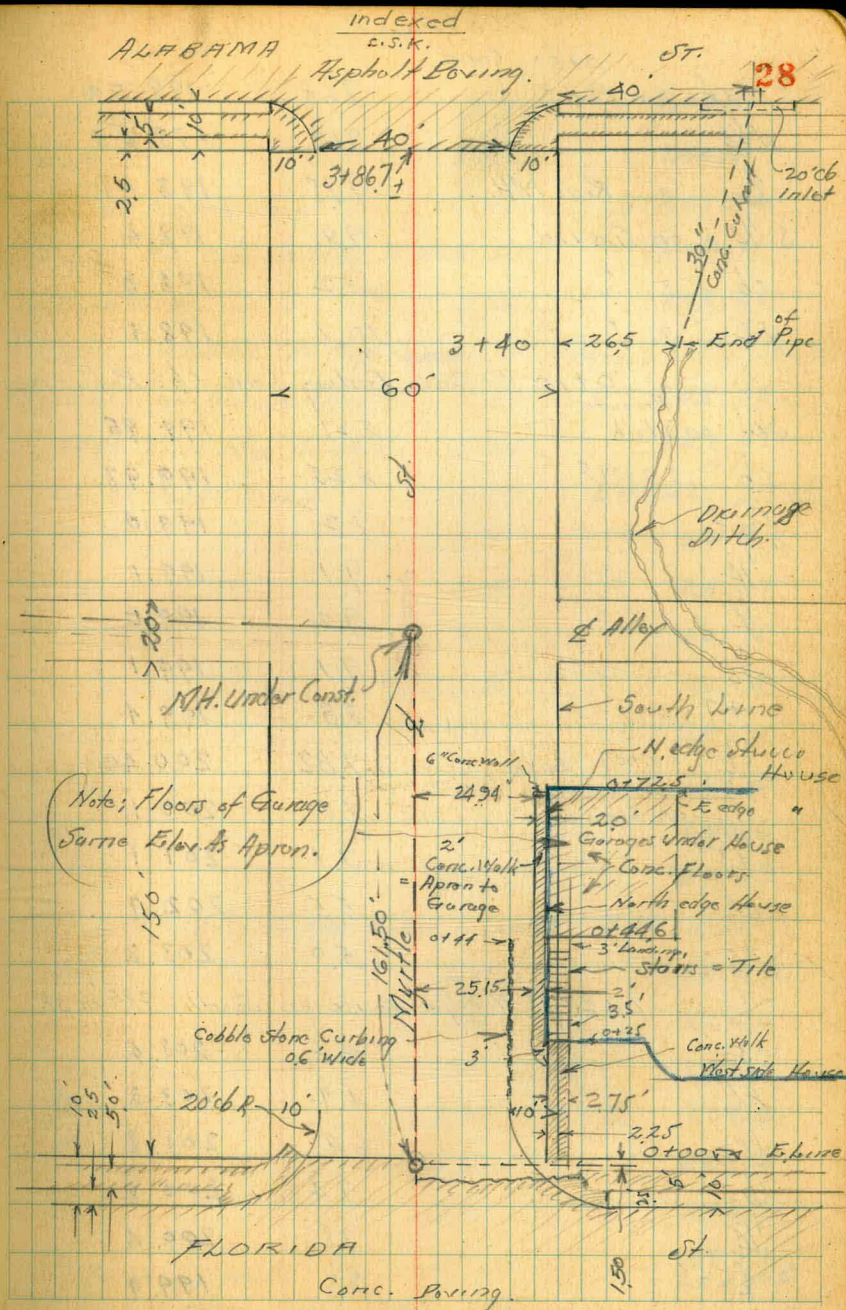 Indexed
E.S.K.
ALABAMA ST.
28
Asphalt Paving.
40'
5' 10'
2.5
40'
10' 10'
3+86.7 ±
20'cb
Inlet
30"
Conc. Culvert
3+40 26.5 End of Pipe
60'
St.
Drainage
Ditch.
20'
₵ Alley
M.H. Under Const.
₵
South Line
N. edge Stucco
House
6" Conc Wall
0+72.5
24.94'
E. edge "
Note; Floors of Garage
Same Elev. As Apron.
20'
Garages under House
2'
Conc. Walk
= Apron to
Garage
Conc. Floors
North edge House
150'
161.50'
Myrtle
0+44
0+44.6
3' Landing
Stairs = Tile
25.15
2'
3.5'
Cobble Stone Curbing
0.6' Wide
0+25
3'
Conc. Walk
West side House
10' 2.75'
10'
25
50'
20'cb R 10'
2.25
0+00 = E. Line
25' 5' 10'
FLORIDA St.
150
Conc. Paving.